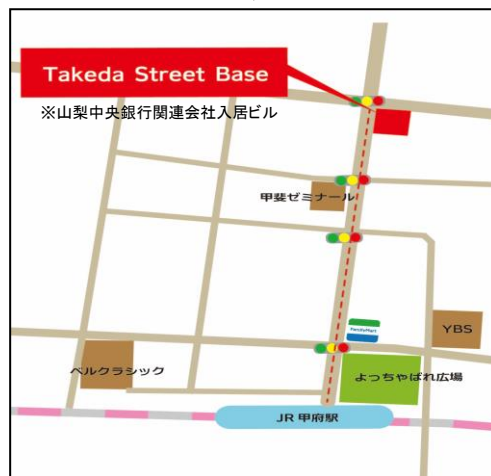 Takeda Street Base
※山梨中央銀行関連会社入居ビル
甲斐ゼミナール
FamilyMart
YBS
ベルクラシック
よっちゃばれ広場
JR 甲府駅